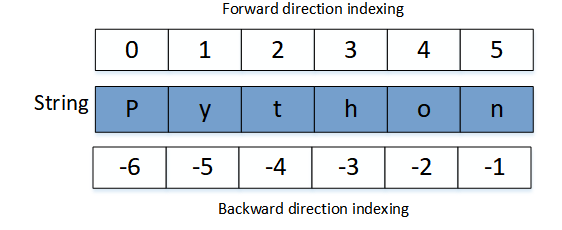 Forward direction indexing
0 1 2 3 4 5
String P y t h o n
-6 -5 -4 -3 -2 -1
Backward direction indexing